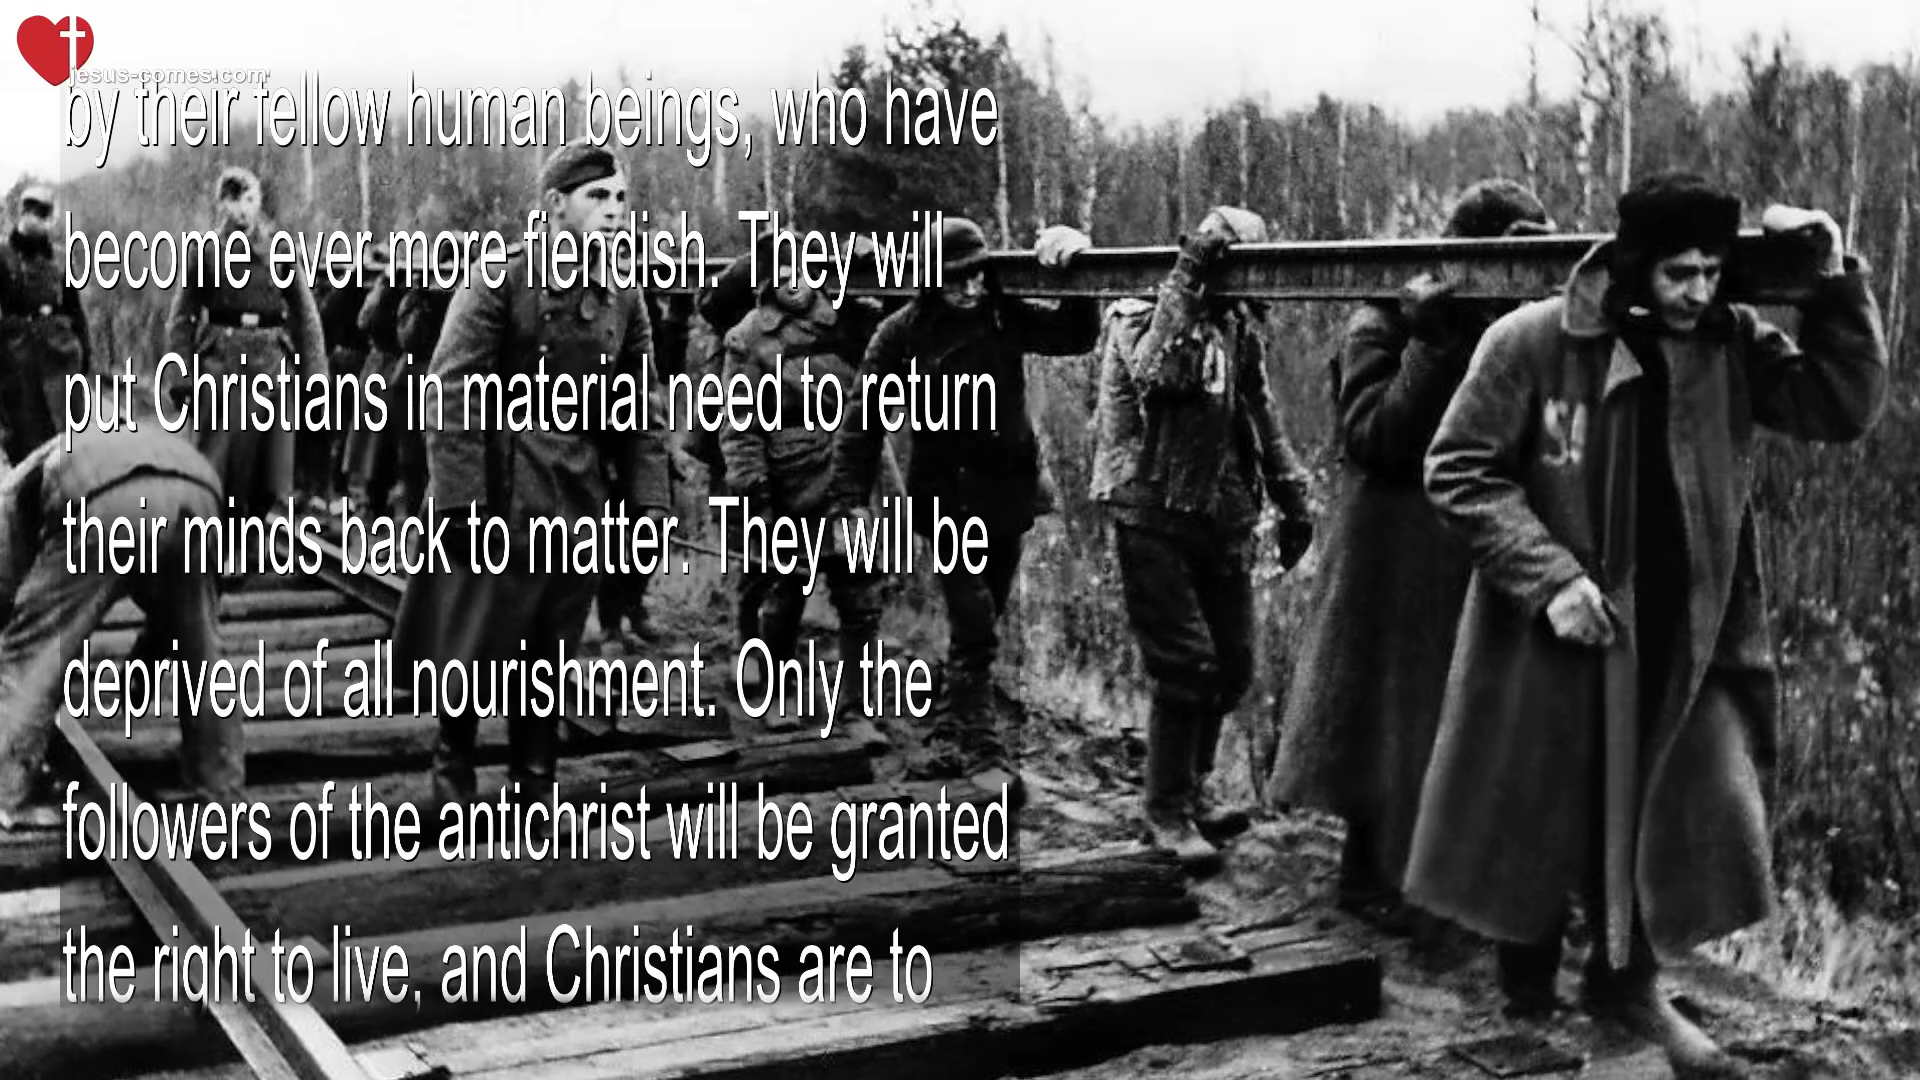 jesus-comes.com
by their fellow human beings, who have
become ever more fiendish. They will
put Christians in material need to return
their minds back to matter. They will be
deprived of all nourishment. Only the
followers of the antichrist will be granted
the right to live, and Christians are to